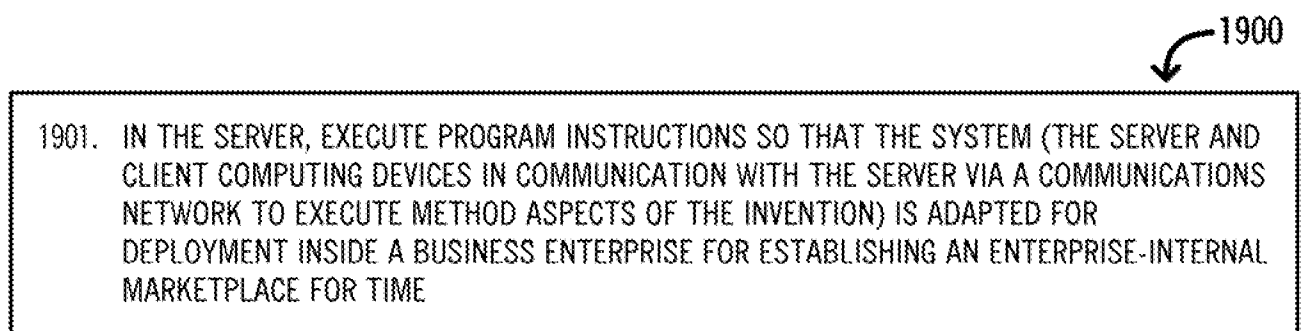 1900
1901. IN THE SERVER, EXECUTE PROGRAM INSTRUCTIONS SO THAT THE SYSTEM (THE SERVER AND
CLIENT COMPUTING DEVICES IN COMMUNICATION WITH THE SERVER VIA A COMMUNICATIONS
NETWORK TO EXECUTE METHOD ASPECTS OF THE INVENTION) IS ADAPTED FOR
DEPLOYMENT INSIDE A BUSINESS ENTERPRISE FOR ESTABLISHING AN ENTERPRISE-INTERNAL
MARKETPLACE FOR TIME